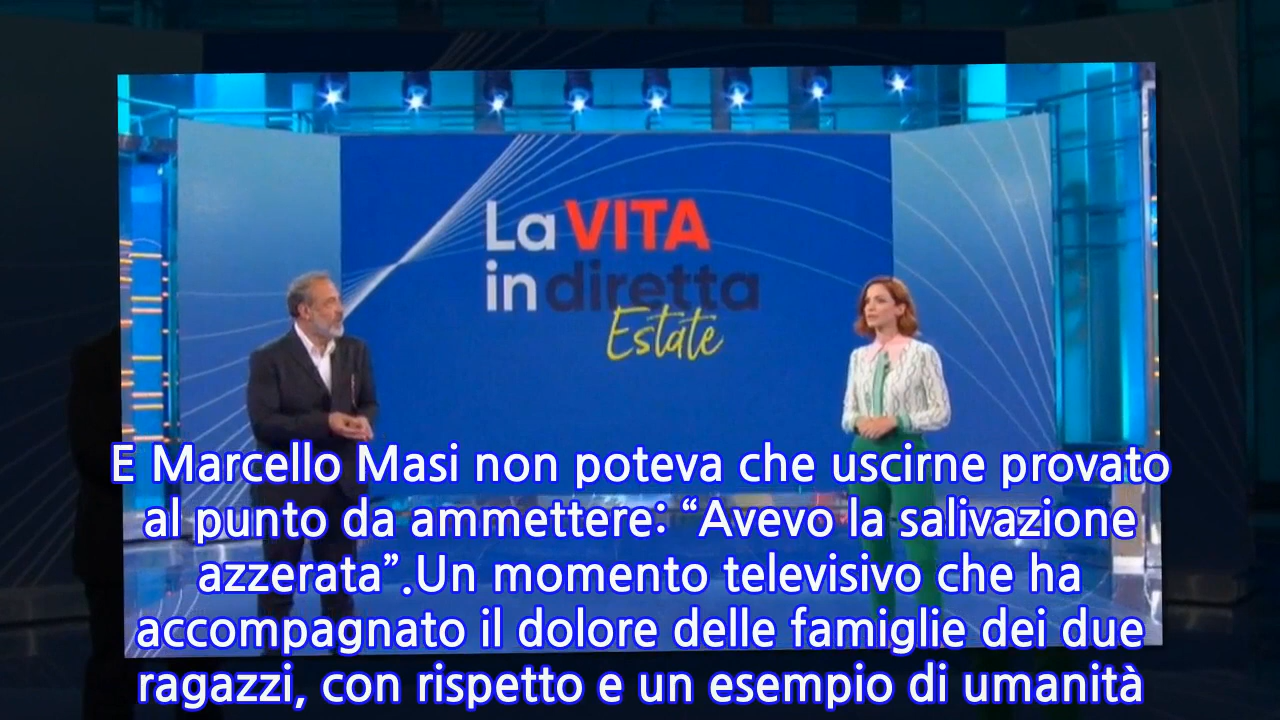 La VITA
in diretta
Estate
E Marcello Masi non poteva che uscirne provato
al punto da ammettere: “Avevo la salivazione
azzerata”.Un momento televisivo che ha
accompagnato il dolore delle famiglie dei due
ragazzi, con rispetto e un esempio di umanità